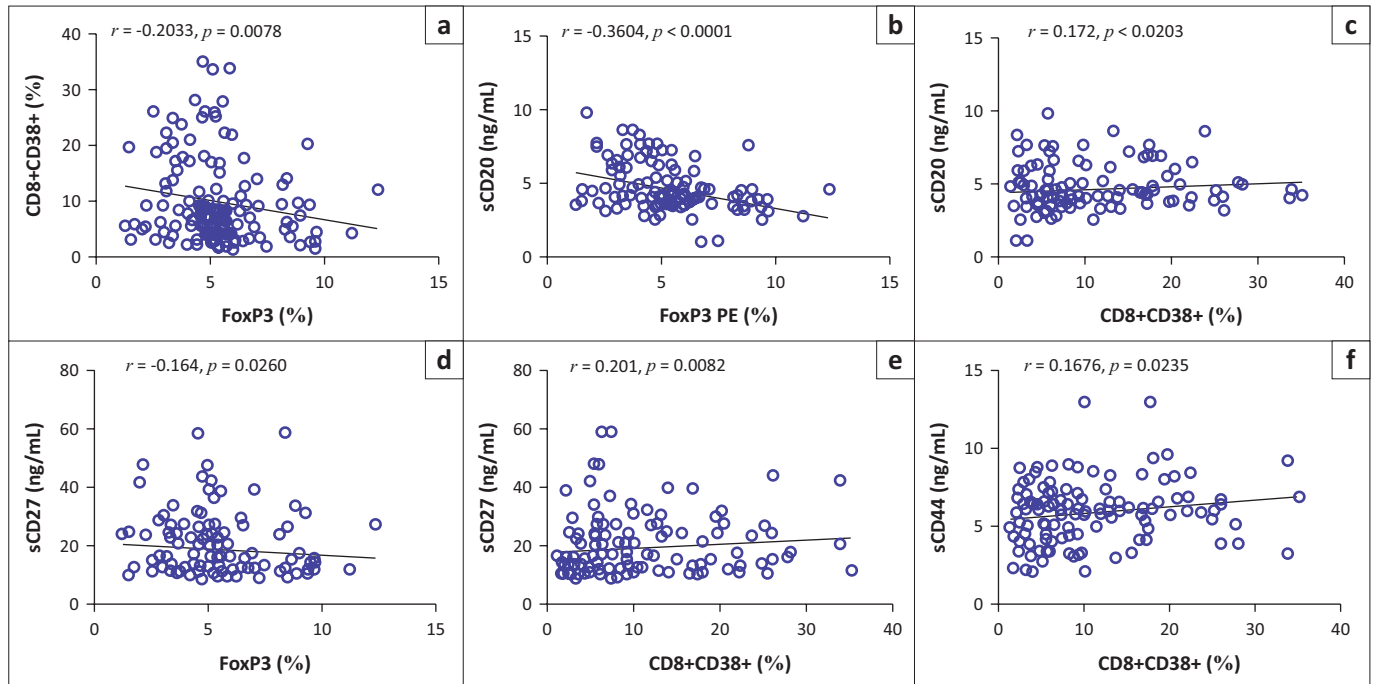 r = -0.2033, p = 0.0078
a
CD8+CD38+ (%)
40
30
20
10
0
0 5 10 15
FoxP3 (%)
r = -0.3604, p < 0.0001
b
sCD20 (ng/mL)
15
10
5
0
0 5 10 15
FoxP3 PE (%)
r = 0.172, p < 0.0203
c
sCD20 (ng/mL)
15
10
5
0
0 10 20 30 40
CD8+CD38+ (%)
r = -0.164, p = 0.0260
d
sCD27 (ng/mL)
80
60
40
20
0
0 5 10 15
FoxP3 (%)
r = 0.201, p = 0.0082
e
sCD27 (ng/mL)
80
60
40
20
0
0 10 20 30 40
CD8+CD38+ (%)
r = 0.1676, p = 0.0235
f
sCD44 (ng/mL)
15
10
5
0
0 10 20 30 40
CD8+CD38+ (%)